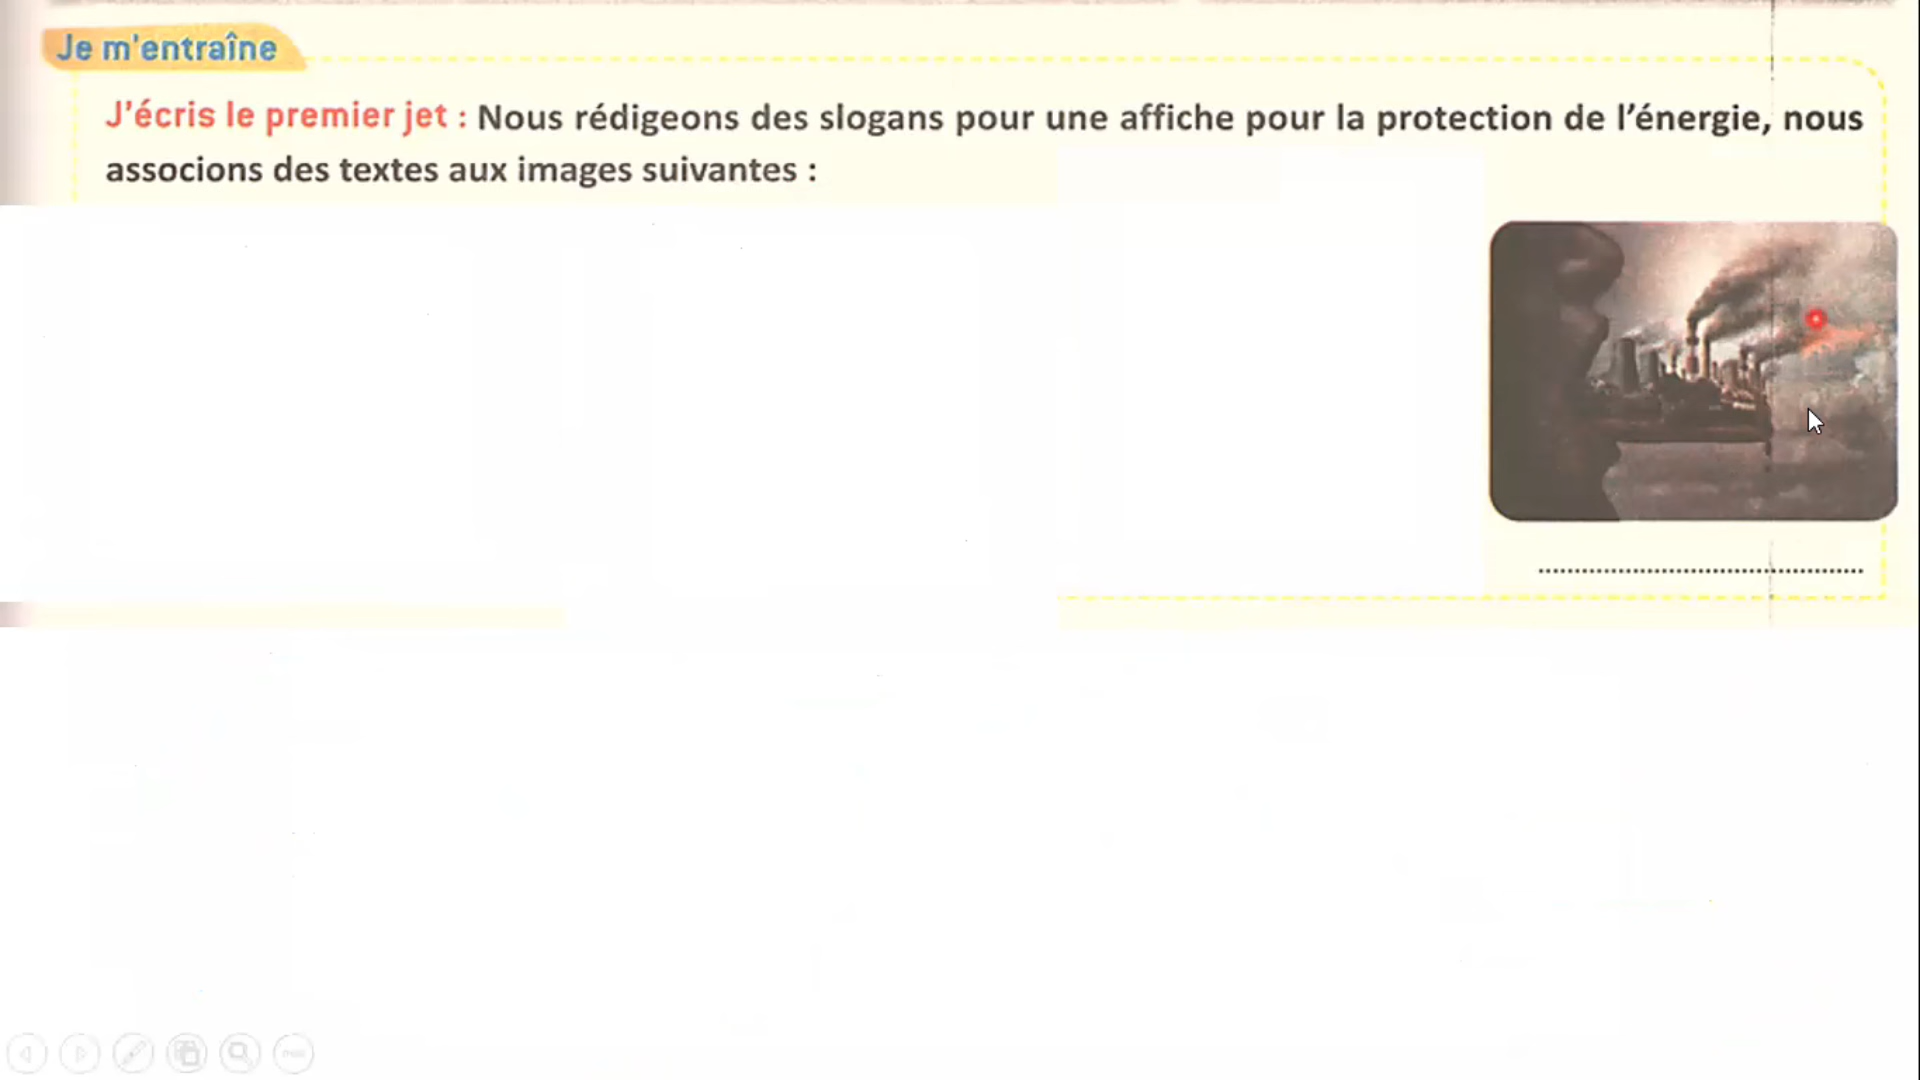 Je m'entraîne
J'écris le premier jet : Nous rédigeons des slogans pour une affiche pour la protection de l'énergie, nous
associons des textes aux images suivantes :